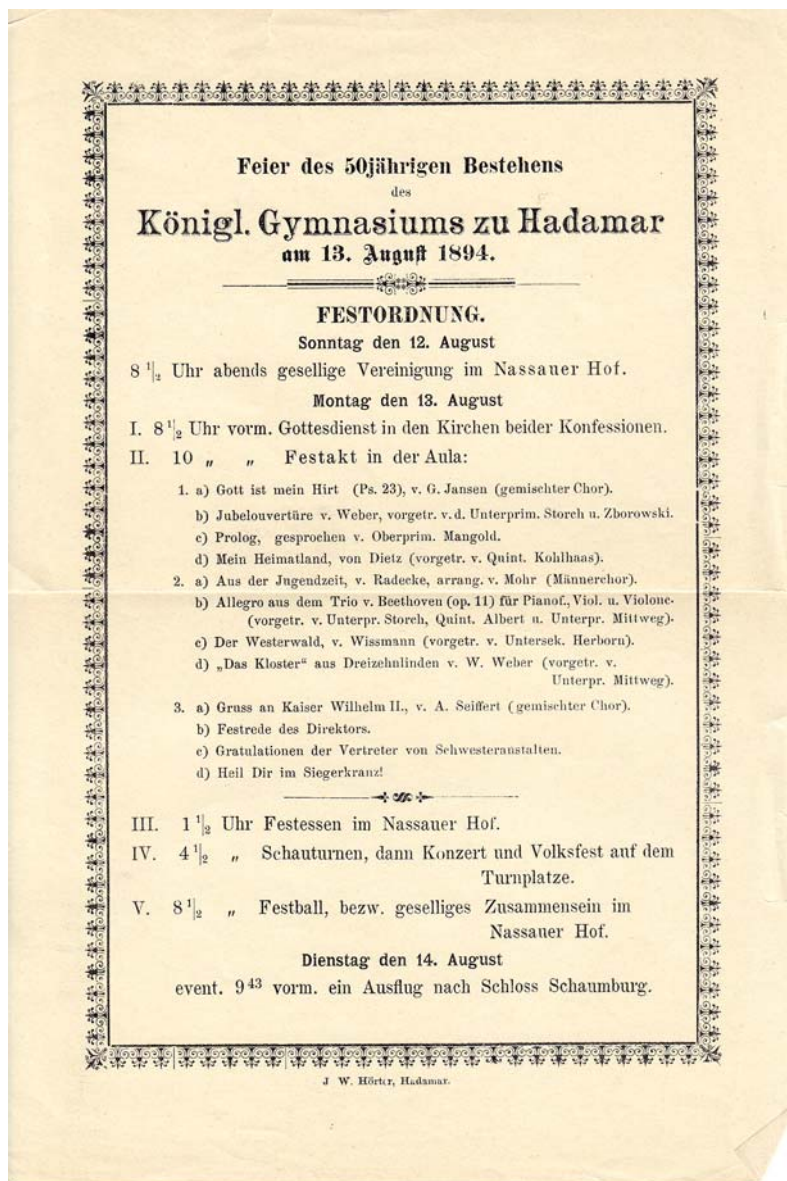 Feier des 50jährigen Bestehens
des
Königl. Gymnasiums zu Hadamar
am 13. August 1894.
FESTORDNUNG.
Sonntag den 12. August
8 1/2 Uhr abends gesellige Vereinigung im Nassauer Hof.
Montag den 13. August
I. 8 1/2 Uhr vorm. Gottesdienst in den Kirchen beider Konfessionen.
II. 10 „ „ Festakt in der Aula:
1. a) Gott ist mein Hirt (Ps. 23), v. G. Jansen (gemischter Chor).
b) Jubelouvertüre v. Weber, vorgetr. v. d. Unterprim. Storch u. Zborowski.
c) Prolog, gesprochen v. Oberprim. Mangold.
d) Mein Heimatland, von Dietz (vorgetr. v. Quint. Kohlhaas).
2. a) Aus der Jugendzeit, v. Radecke, arrang. v. Mohr (Männerchor).
b) Allegro aus dem Trio v. Beethoven (op. 11) für Pianof., Viol. u. Violonc.
(vorgetr. v. Unterpr. Storch, Quint. Albert u. Unterpr. Mittweg).
c) Der Westerwald, v. Wissmann (vorgetr. v. Untersek. Herborn).
d) „Das Kloster“ aus Dreizehnlinden v. W. Weber (vorgetr. v.
Unterpr. Mittweg).
3. a) Gruss an Kaiser Wilhelm II., v. A. Seiffert (gemischter Chor).
b) Festrede des Direktors.
c) Gratulationen der Vertreter von Schwesteranstalten.
d) Heil Dir im Siegerkranz!
III. 1 1/2 Uhr Festessen im Nassauer Hof.
IV. 4 1/2 „ Schauturnen, dann Konzert und Volksfest auf dem
Turnplatze.
V. 8 1/2 „ Festball, bezw. geselliges Zusammensein im
Nassauer Hof.
Dienstag den 14. August
event. 9 43 vorm. ein Ausflug nach Schloss Schaumburg.
J. W. Hörter, Hadamar.